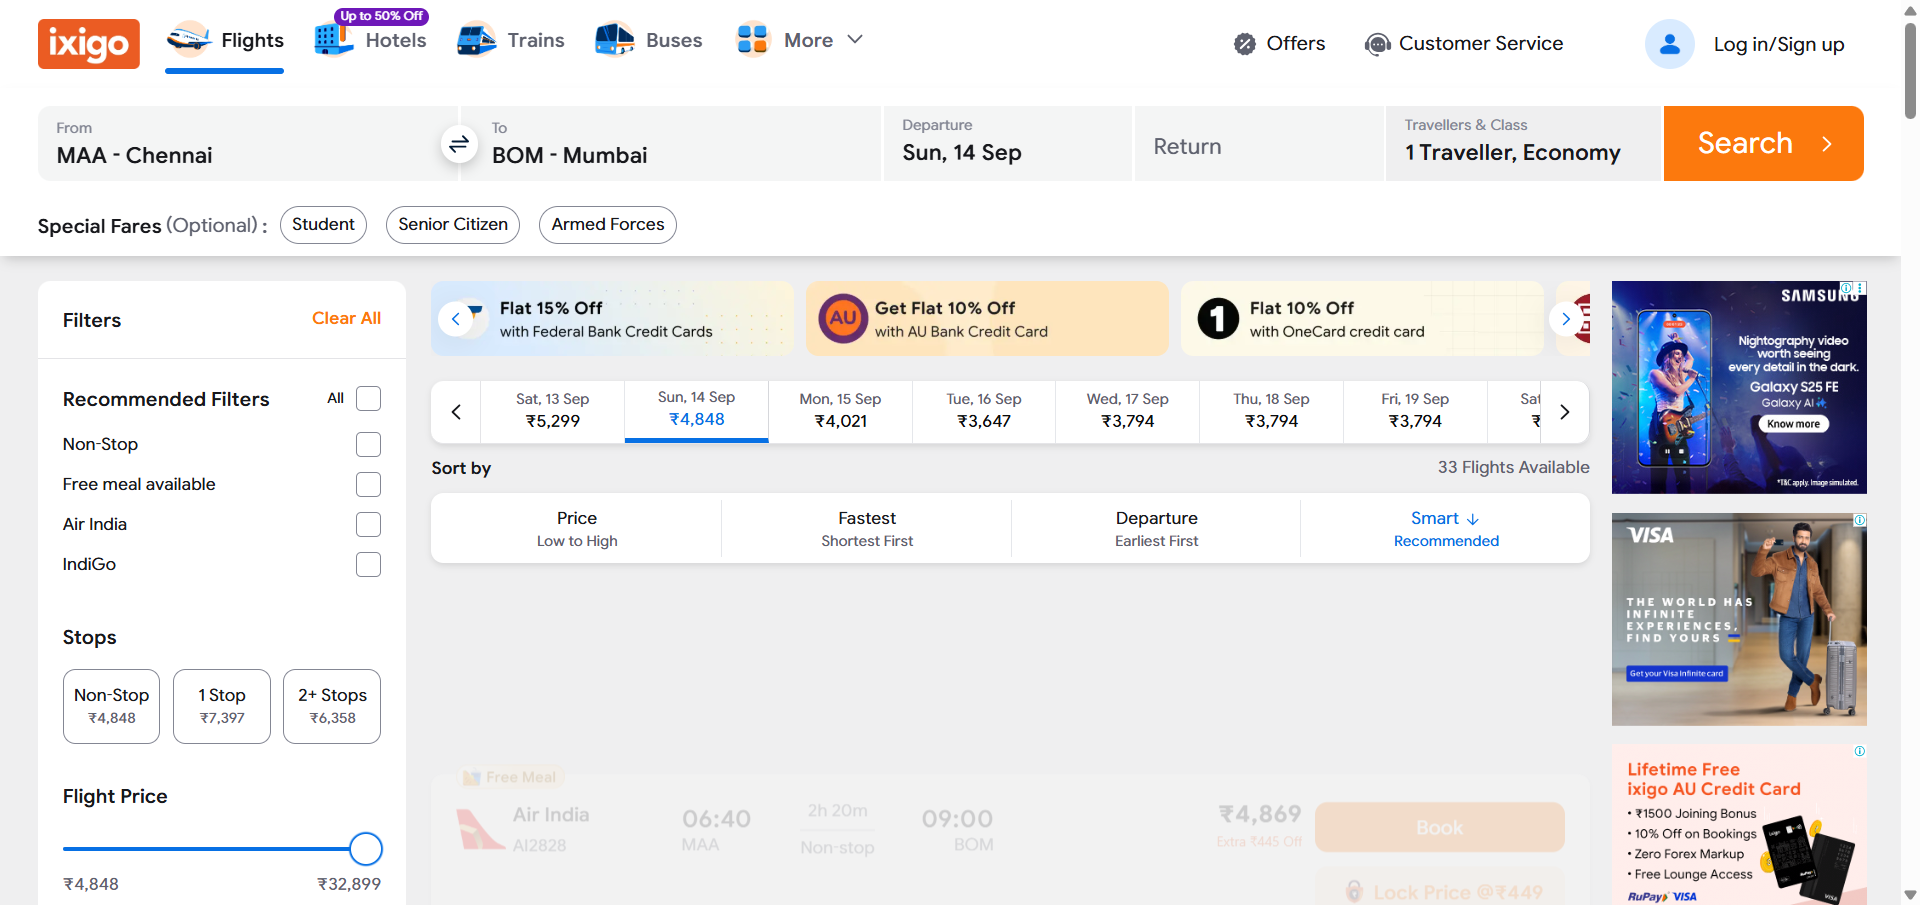 ixigo
Flights
Up to 50% Off
Hotels
Trains
Buses
More
Offers
Customer Service
Log in/Sign up
From
MAA - Chennai
To
BOM - Mumbai
Departure
Sun, 14 Sep
Return
Travellers & Class
1 Traveller, Economy
Search
Special Fares (Optional) :
Student
Senior Citizen
Armed Forces
Filters
Clear All
Recommended Filters
All
Non-Stop
Free meal available
Air India
IndiGo
Stops
Non-Stop
₹4,848
1 Stop
₹7,397
2+ Stops
₹6,358
Flight Price
₹4,848
₹32,899
Flat 15% Off
with Federal Bank Credit Cards
AU
Get Flat 10% Off
with AU Bank Credit Card
1
Flat 10% Off
with OneCard credit card
Sat, 13 Sep
₹5,299
Sun, 14 Sep
₹4,848
Mon, 15 Sep
₹4,021
Tue, 16 Sep
₹3,647
Wed, 17 Sep
₹3,794
Thu, 18 Sep
₹3,794
Fri, 19 Sep
₹3,794
Sat
₹
Sort by
33 Flights Available
Price
Low to High
Fastest
Shortest First
Departure
Earliest First
Smart
Recommended
Free Meal
Air India
AI2828
06:40
MAA
2h 20m
Non-stop
09:00
BOM
₹4,869
Extra ₹445 Off
Book
Lock Price @₹449
SAMSUNG
Nightography video
worth seeing
every detail in the dark.
Galaxy S25 FE
Galaxy AI
Know more
*T&C apply. Image simulated.
VISA
THE WORLD HAS
INFINITE
EXPERIENCES,
FIND YOURS
Get your Visa Infinite card
Lifetime Free
ixigo AU Credit Card
• ₹1500 Joining Bonus
• 10% Off on Bookings
• Zero Forex Markup
• Free Lounge Access
RuPay VISA